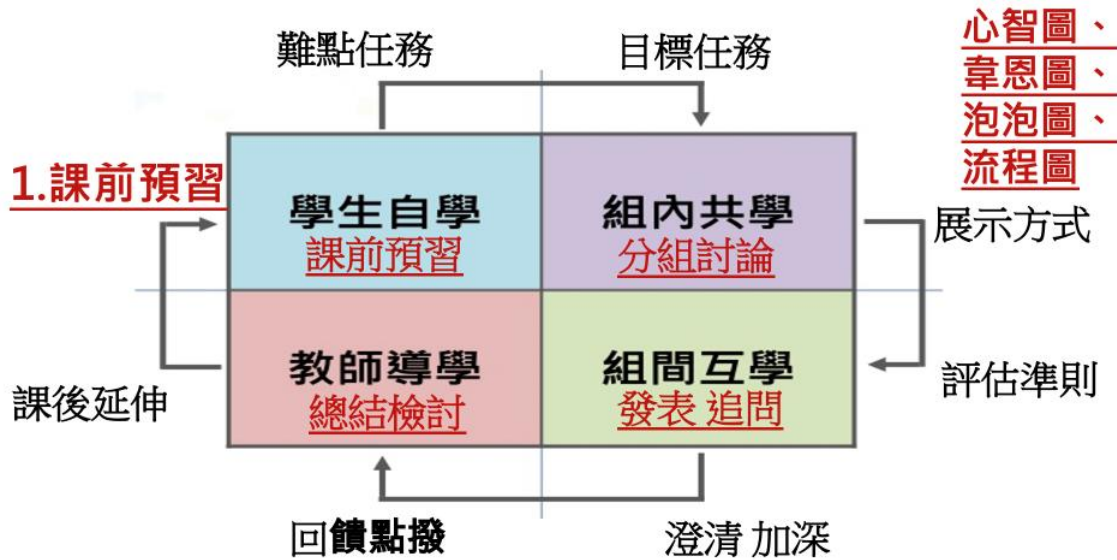 難點任務
目標任務
心智圖、
韋恩圖、
泡泡圖、
流程圖
1.課前預習
學生自學
課前預習
組內共學
分組討論
展示方式
教師導學
總結檢討
組間互學
發表 追問
課後延伸
評估準則
回饋點撥
澄清 加深